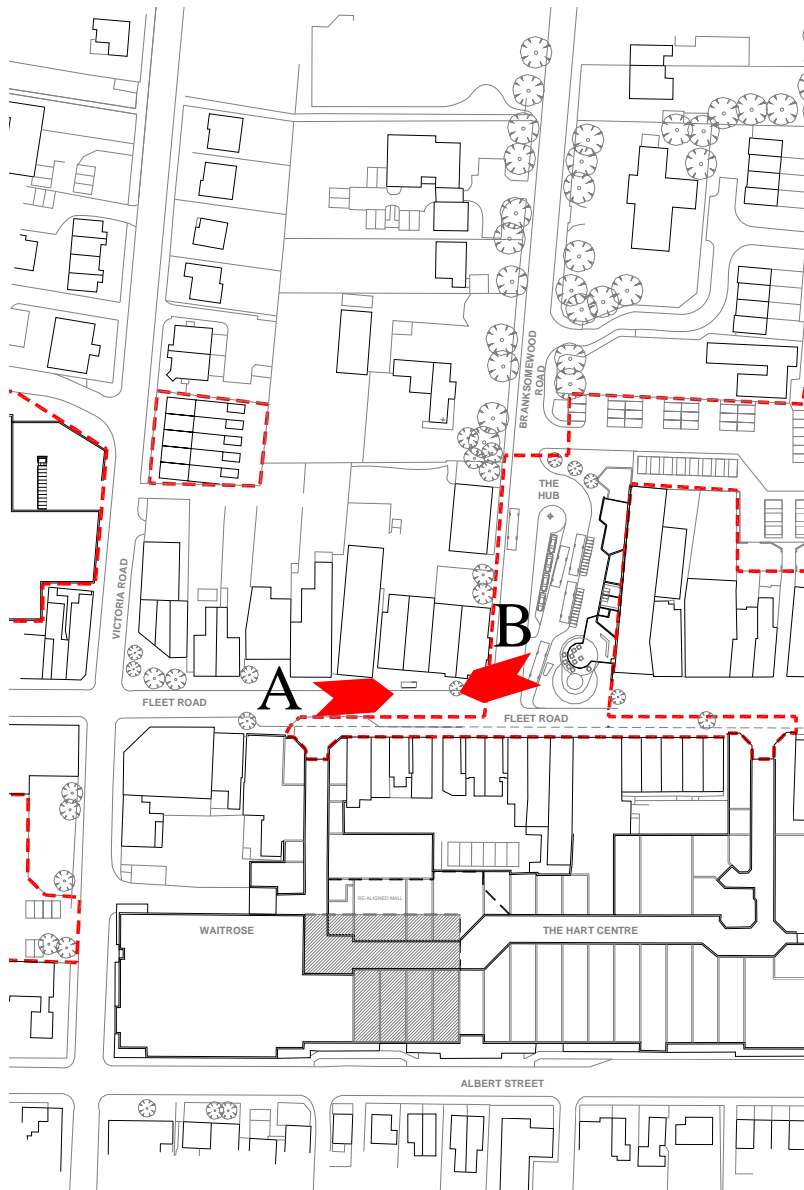 BRANKSOMEWOOD
ROAD
THE
HUB
VICTORIA ROAD
B
A
FLEET ROAD
FLEET ROAD
RE-ALIGNED MALL
WAITROSE
THE HART CENTRE
ALBERT STREET